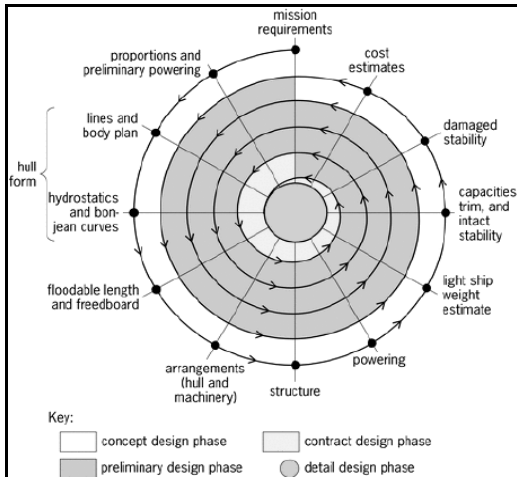 mission
requirements
proportions and
preliminary powering
cost
estimates
lines and
body plan
damaged
stability
hull
form
hydrostatics and bon-
jean curves
capacities
trim, and
intact
stability
floodable length
and freedboard
light ship
weight
estimate
arrangements
(hull and
machinery)
structure
powering
Key:
concept design phase
contract design phase
preliminary design phase
detail design phase